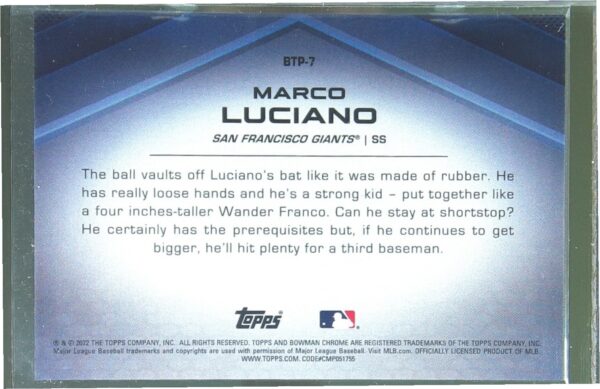 BTP-7
MARCO
LUCIANO
SAN FRANCISCO GIANTS® | SS
The ball vaults off Luciano's bat like it was made of rubber. He
has really loose hands and he's a strong kid – put together like
a four inches-taller Wander Franco. Can he stay at shortstop?
He certainly has the prerequisites but, if he continues to get
bigger, he'll hit plenty for a third baseman.
Topps
® & © 2022 THE TOPPS COMPANY, INC. ALL RIGHTS RESERVED. TOPPS AND BOWMAN CHROME ARE REGISTERED TRADEMARKS OF THE TOPPS COMPANY, INC.
Major League Baseball trademarks and copyrights are used with permission of Major League Baseball. Visit MLB.com. OFFICIALLY LICENSED PRODUCT OF MLB.
WWW.TOPPS.COM. CODE#CMP051755